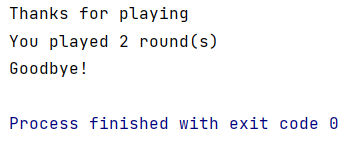 Thanks for playing
You played 2 round(s)
Goodbye!
Process finished with exit code 0